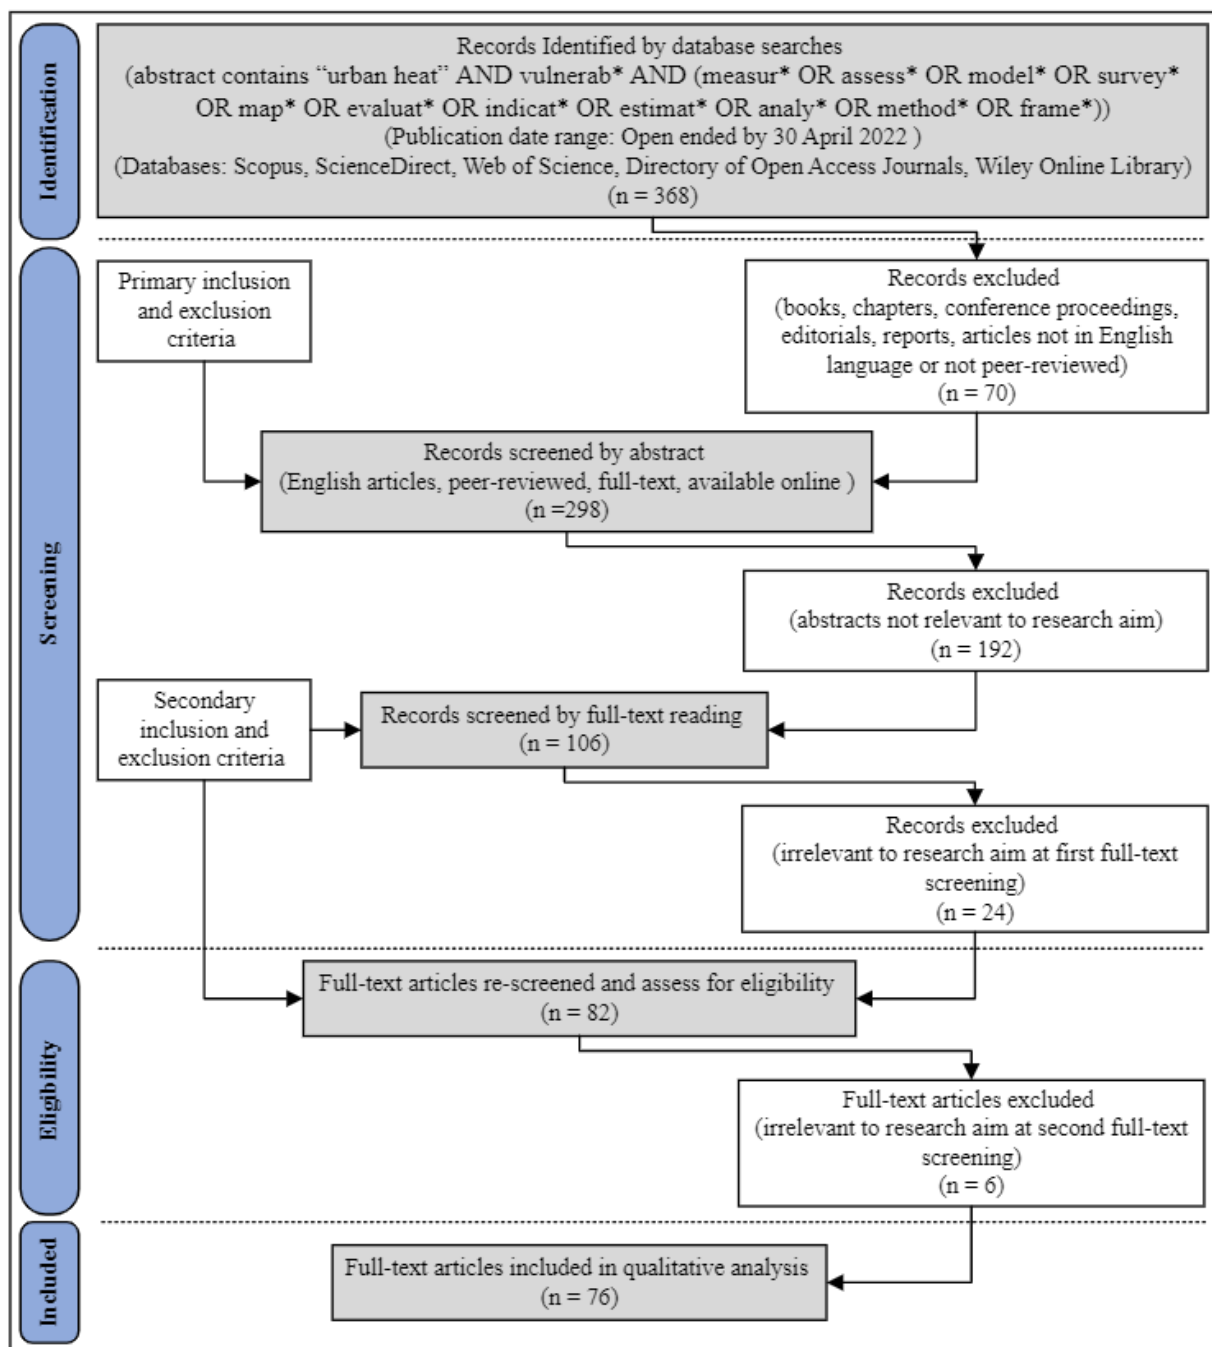 Identification
Records Identified by database searches
(abstract contains “urban heat” AND vulnerab* AND (measur* OR assess* OR model* OR survey*
OR map* OR evaluat* OR indicat* OR estimat* OR analy* OR method* OR frame*))
(Publication date range: Open ended by 30 April 2022 )
(Databases: Scopus, ScienceDirect, Web of Science, Directory of Open Access Journals, Wiley Online Library)
(n = 368)
Screening
Primary inclusion
and exclusion
criteria
Records excluded
(books, chapters, conference proceedings,
editorials, reports, articles not in English
language or not peer-reviewed)
(n = 70)
Records screened by abstract
(English articles, peer-reviewed, full-text, available online )
(n =298)
Records excluded
(abstracts not relevant to research aim)
(n = 192)
Secondary
inclusion and
exclusion criteria
Records screened by full-text reading
(n = 106)
Records excluded
(irrelevant to research aim at first full-text
screening)
(n = 24)
Eligibility
Full-text articles re-screened and assess for eligibility
(n = 82)
Full-text articles excluded
(irrelevant to research aim at second full-text
screening)
(n = 6)
Included
Full-text articles included in qualitative analysis
(n = 76)